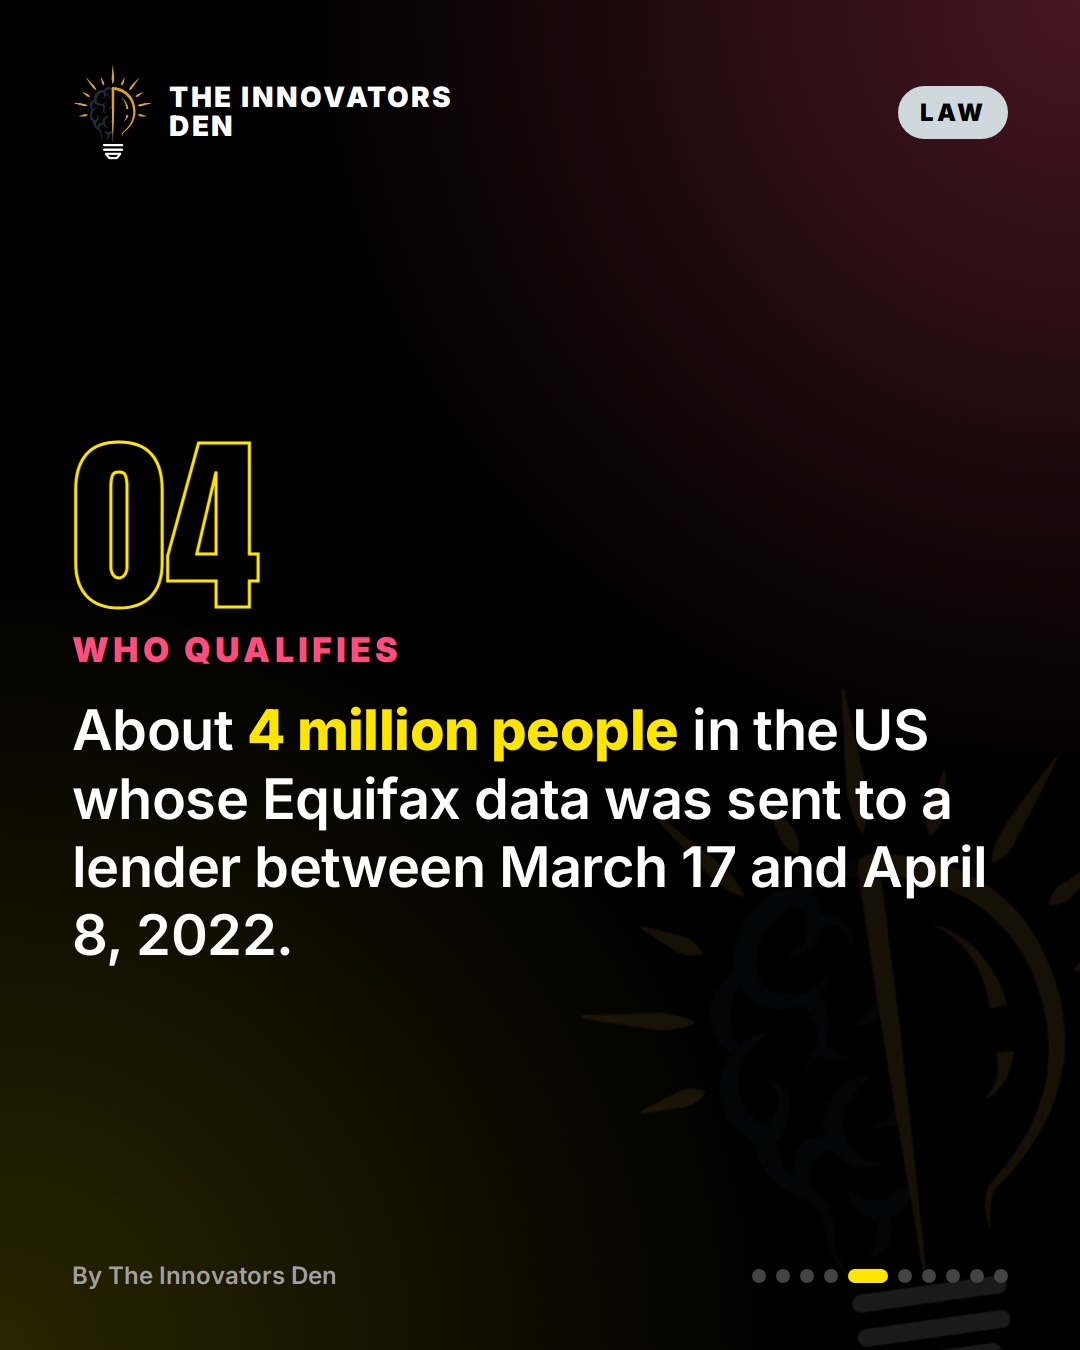 THE INNOVATORS
DEN
LAW
04
WHO QUALIFIES
About 4 million people in the US
whose Equifax data was sent to a
lender between March 17 and April
8, 2022.
By The Innovators Den